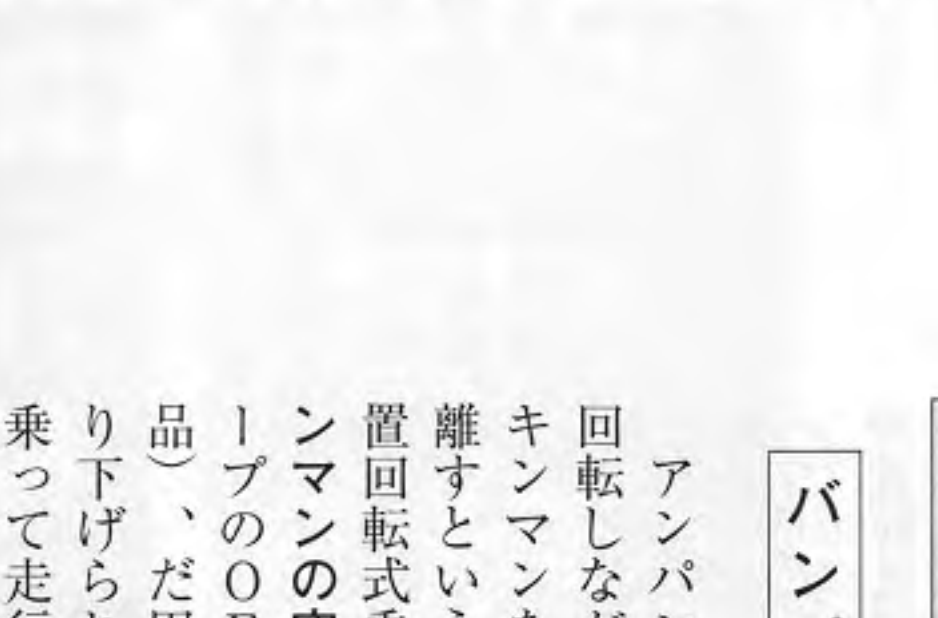 バン
アンパ
回転しなが
キンマンを
離すという
置回転式
ンマンの
ープのO
品）、だ
り下げら
乗って走行